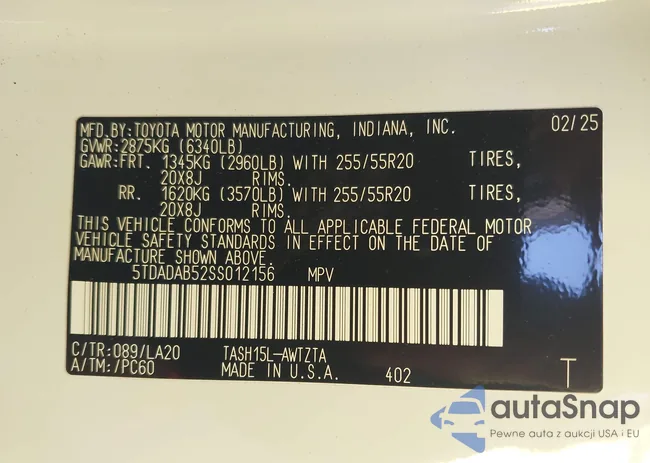 MFD.BY:TOYOTA MOTOR MANUFACTURING, INDIANA, INC. 02/25
GVWR:2875KG (6340LB)
GAWR:FRT. 1345KG (2960LB) WITH 255/55R20 TIRES,
20X8J RIMS.
RR. 1620KG (3570LB) WITH 255/55R20 TIRES,
20X8J RIMS.
THIS VEHICLE CONFORMS TO ALL APPLICABLE FEDERAL MOTOR
VEHICLE SAFETY STANDARDS IN EFFECT ON THE DATE OF
MANUFACTURE SHOWN ABOVE.
5TDADAB52SS012156 MPV
C/TR:089/LA20 TASH15L-AWTZTA
A/TM:/PC60 MADE IN U.S.A. 402 T
autaSnap
Pewne auta z aukcji USA i EU